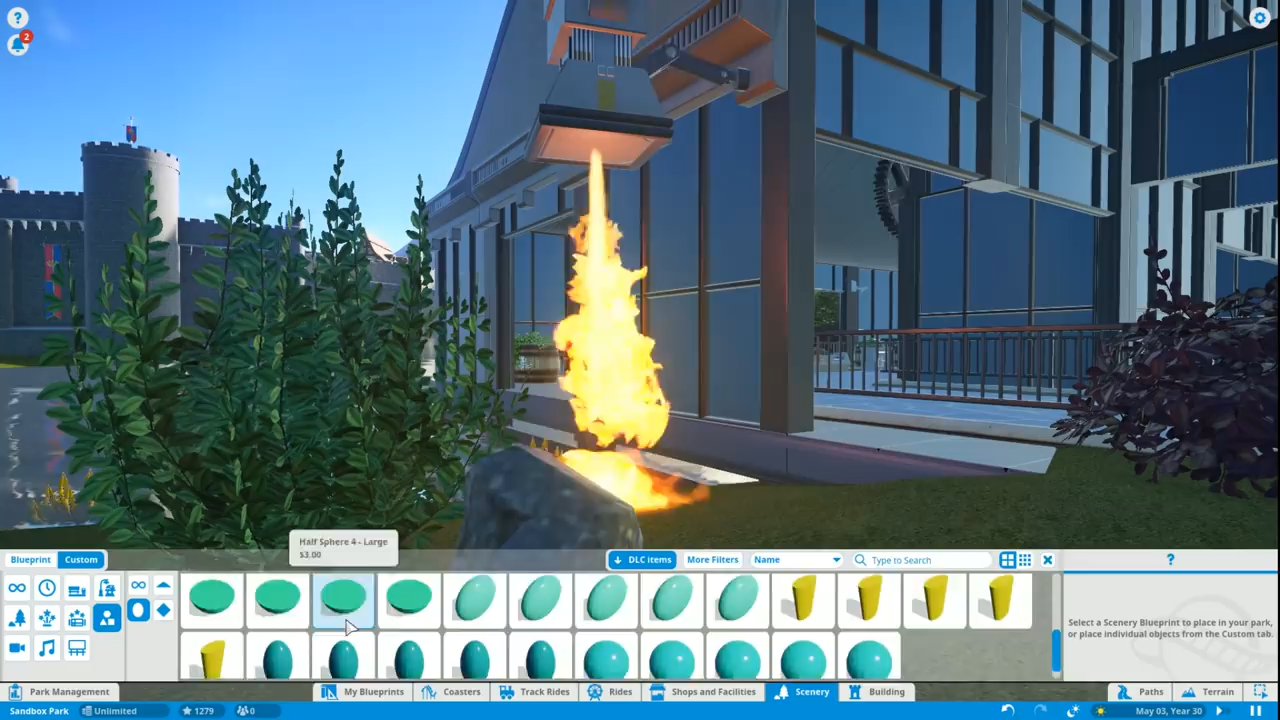 ?
2
Half Sphere 4 - Large
$3.00
Blueprint Custom DLC items More Filters Name Type to Search ?
Select a Scenery Blueprint to place in your park,
or place individual objects from the Custom tab.
Park Management My Blueprints Coasters Track Rides Rides Shops and Facilities Scenery Building Paths Terrain
Sandbox Park Unlimited 1279 0 May 03, Year 30